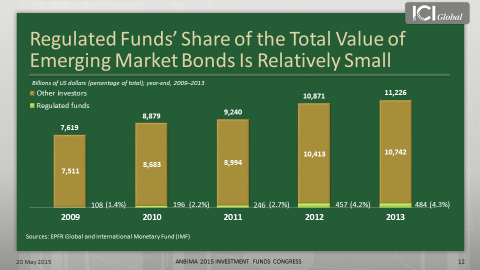 ICI Global
Regulated Funds' Share of the Total Value of
Emerging Market Bonds Is Relatively Small
Billions of US dollars (percentage of total); year-end, 2009–2013
Other investors
Regulated funds
7,619
8,879
9,240
10,871
11,226
7,511
8,683
8,994
10,413
10,742
108 (1.4%)
196 (2.2%)
246 (2.7%)
457 (4.2%)
484 (4.3%)
2009
2010
2011
2012
2013
Sources: EPFR Global and International Monetary Fund (IMF)
20 May 2015
ANBIMA 2015 INVESTMENT FUNDS CONGRESS
12